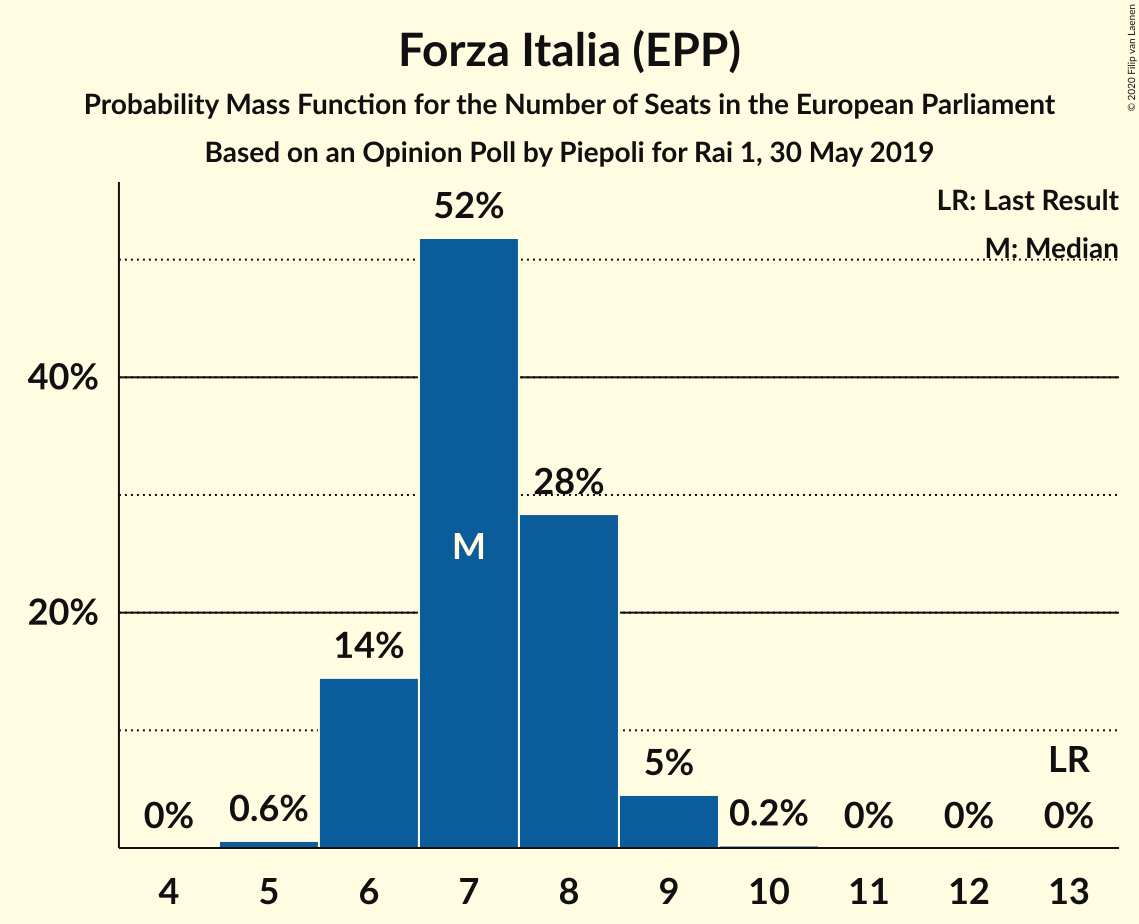 Forza Italia (EPP)
Probability Mass Function for the Number of Seats in the European Parliament
Based on an Opinion Poll by Piepoli for Rai 1, 30 May 2019
© 2020 Filip van Laenen
LR: Last Result
M: Median
52%
40%
28%
M
20%
14%
5%
LR
0% 0.6% 0.2% 0% 0% 0%
4 5 6 7 8 9 10 11 12 13